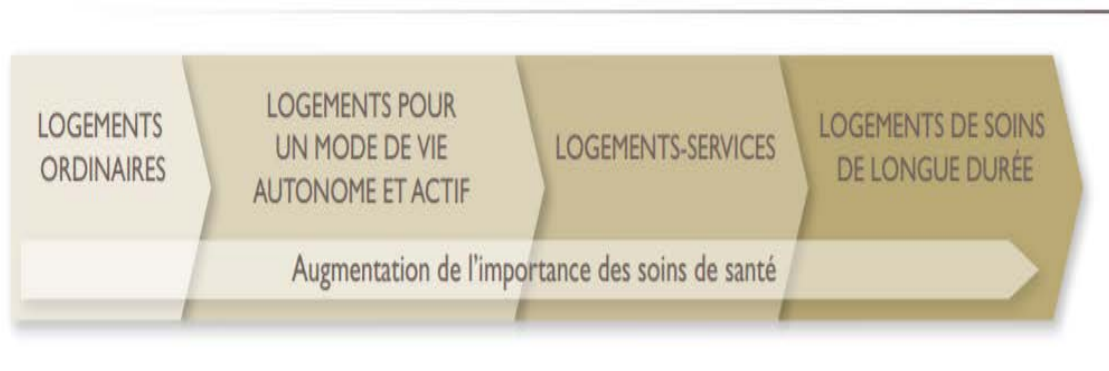 LOGEMENTS
ORDINAIRES
LOGEMENTS POUR
UN MODE DE VIE
AUTONOME ET ACTIF
LOGEMENTS-SERVICES
LOGEMENTS DE SOINS
DE LONGUE DURÉE
Augmentation de l'importance des soins de santé